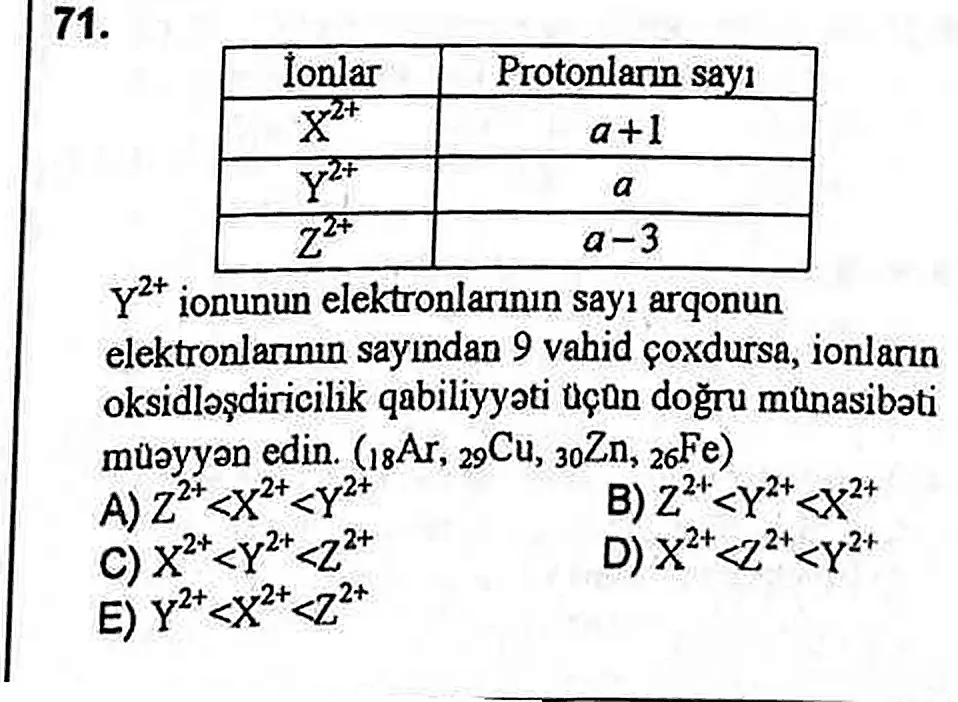 71.
İonlar Protonların sayı
X²⁺ a+1
Y²⁺ a
Z²⁺ a−3
Y²⁺ ionunun elektronlarının sayı arqonun
elektronlarının sayından 9 vahid çoxdursa, ionların
oksidləşdiricilik qabiliyyəti üçün doğru münasibəti
müəyyən edin. (₁₈Ar, ₂₉Cu, ₃₀Zn, ₂₆Fe)
A) Z²⁺<X²⁺<Y²⁺ B) Z²⁺<Y²⁺<X²⁺
C) X²⁺<Y²⁺<Z²⁺ D) X²⁺<Z²⁺<Y²⁺
E) Y²⁺<X²⁺<Z²⁺